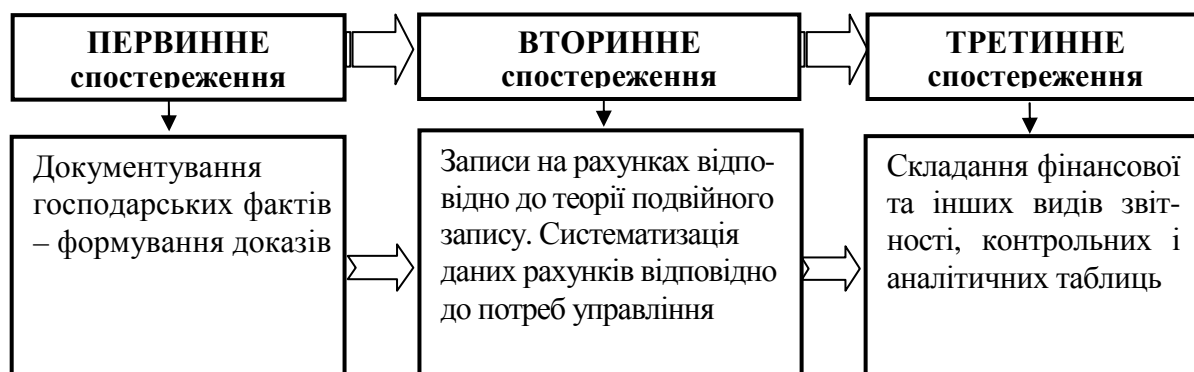 ПЕРВИННЕ
спостереження
ВТОРИННЕ
спостереження
ТРЕТИННЕ
спостереження
Документування
господарських фактів
– формування доказів
Записи на рахунках відпо-
відно до теорії подвійного
запису. Систематизація
даних рахунків відповідно
до потреб управління
Складання фінансової
та інших видів звіт-
ності, контрольних і
аналітичних таблиць